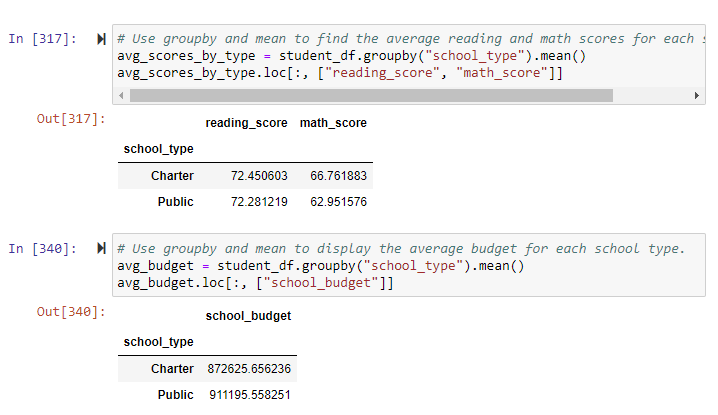 In [317]:
# Use groupby and mean to find the average reading and math scores for each
avg_scores_by_type = student_df.groupby("school_type").mean()
avg_scores_by_type.loc[:, ["reading_score", "math_score"]]
Out[317]:
reading_score math_score
school_type
Charter 72.450603 66.761883
Public 72.281219 62.951576
In [340]:
# Use groupby and mean to display the average budget for each school type.
avg_budget = student_df.groupby("school_type").mean()
avg_budget.loc[:, ["school_budget"]]
Out[340]:
school_budget
school_type
Charter 872625.656236
Public 911195.558251